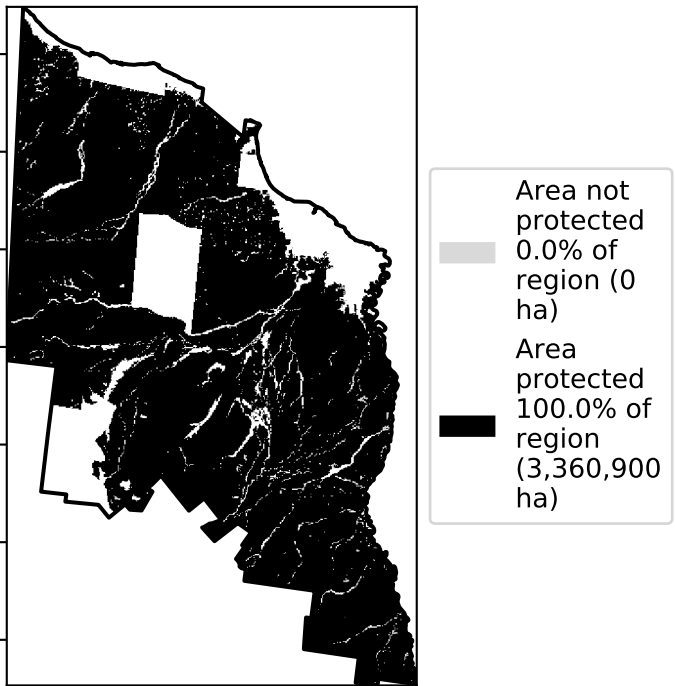 Area not
protected
0.0% of
region (0
ha)
Area
protected
100.0% of
region
(3,360,900
ha)